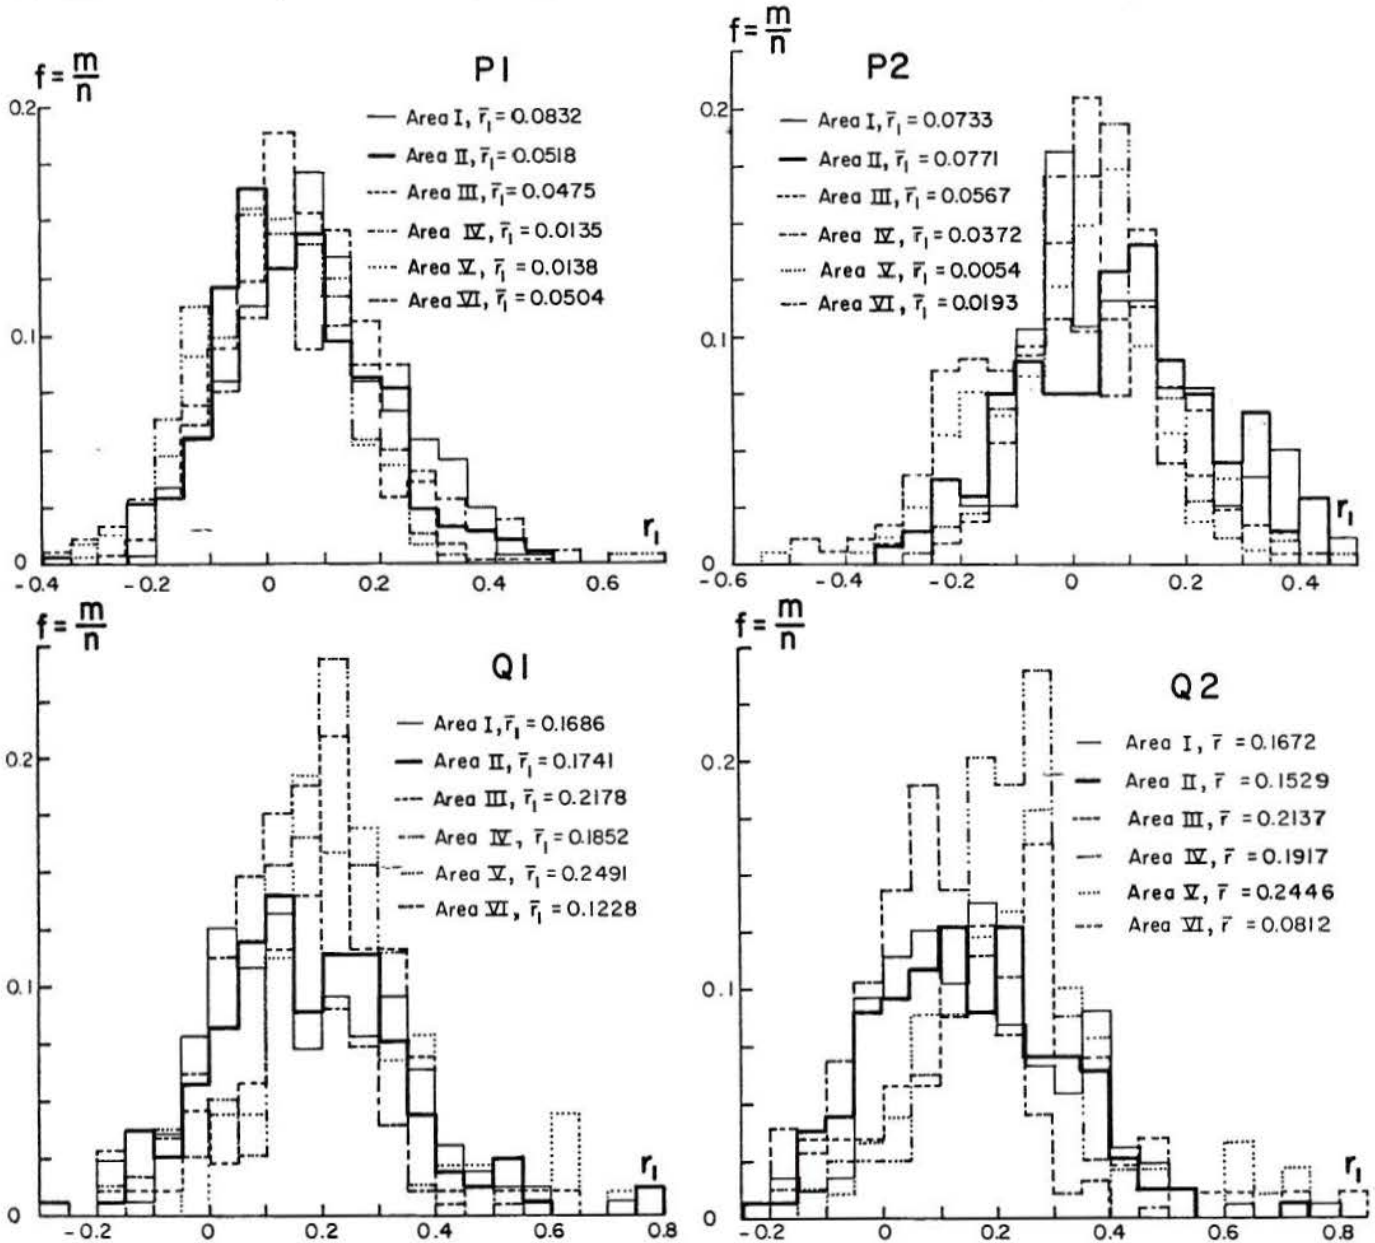 f = m/n
P1
Area I, r̄₁ = 0.0832
Area II, r̄₁ = 0.0518
Area III, r̄₁ = 0.0475
Area IV, r̄₁ = 0.0135
Area V, r̄₁ = 0.0138
Area VI, r̄₁ = 0.0504
0.2
0.1
0
r₁
-0.4 -0.2 0 0.2 0.4 0.6
f = m/n
P2
Area I, r̄₁ = 0.0733
Area II, r̄₁ = 0.0771
Area III, r̄₁ = 0.0567
Area IV, r̄₁ = 0.0372
Area V, r̄₁ = 0.0054
Area VI, r̄₁ = 0.0193
0.2
0.1
0
r₁
-0.6 -0.4 -0.2 0 0.2 0.4
f = m/n
Q1
Area I, r̄₁ = 0.1686
Area II, r̄₁ = 0.1741
Area III, r̄₁ = 0.2178
Area IV, r̄₁ = 0.1852
Area V, r̄₁ = 0.2491
Area VI, r̄₁ = 0.1228
0.2
0.1
0
r₁
-0.2 0 0.2 0.4 0.6 0.8
f = m/n
Q2
Area I, r̄ = 0.1672
Area II, r̄ = 0.1529
Area III, r̄ = 0.2137
Area IV, r̄ = 0.1917
Area V, r̄ = 0.2446
Area VI, r̄ = 0.0812
0.2
0.1
0
r₁
-0.2 0 0.2 0.4 0.6 0.8